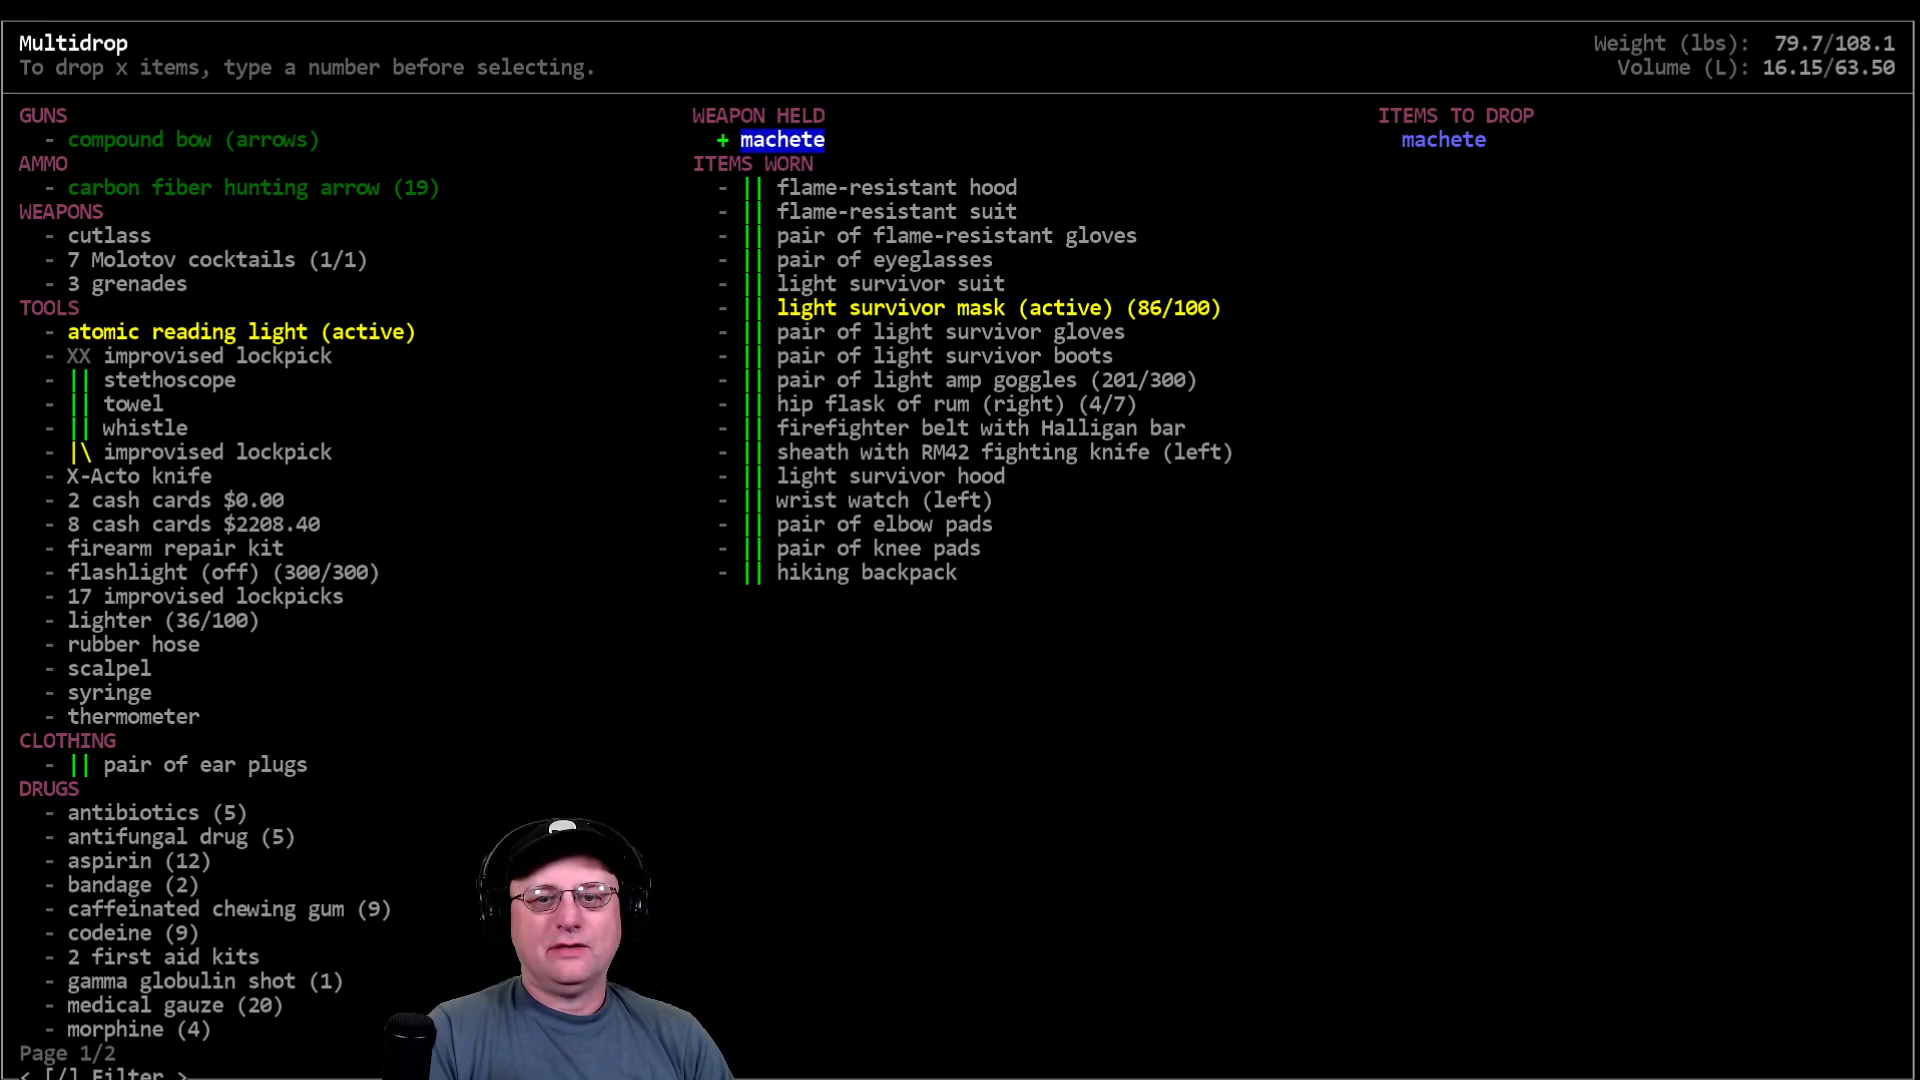 Multidrop
To drop x items, type a number before selecting.
Weight (lbs): 79.7/108.1
Volume (L): 16.15/63.50
GUNS
- compound bow (arrows)
AMMO
- carbon fiber hunting arrow (19)
WEAPONS
- cutlass
- 7 Molotov cocktails (1/1)
- 3 grenades
TOOLS
- atomic reading light (active)
- XX improvised lockpick
- || stethoscope
- || towel
- || whistle
- |\ improvised lockpick
- X-Acto knife
- 2 cash cards $0.00
- 8 cash cards $2208.40
- firearm repair kit
- flashlight (off) (300/300)
- 17 improvised lockpicks
- lighter (36/100)
- rubber hose
- scalpel
- syringe
- thermometer
CLOTHING
- || pair of ear plugs
DRUGS
- antibiotics (5)
- antifungal drug (5)
- aspirin (12)
- bandage (2)
- caffeinated chewing gum (9)
- codeine (9)
- 2 first aid kits
- gamma globulin shot (1)
- medical gauze (20)
- morphine (4)
Page 1/2
< [/] Filter >
WEAPON HELD
+ machete
ITEMS WORN
- || flame-resistant hood
- || flame-resistant suit
- || pair of flame-resistant gloves
- || pair of eyeglasses
- || light survivor suit
- || light survivor mask (active) (86/100)
- || pair of light survivor gloves
- || pair of light survivor boots
- || pair of light amp goggles (201/300)
- || hip flask of rum (right) (4/7)
- || firefighter belt with Halligan bar
- || sheath with RM42 fighting knife (left)
- || light survivor hood
- || wrist watch (left)
- || pair of elbow pads
- || pair of knee pads
- || hiking backpack
ITEMS TO DROP
machete